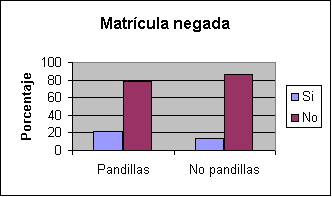 Matrícula negada
Porcentaje
100
80
60
40
20
0
Pandillas No pandillas
Si
No